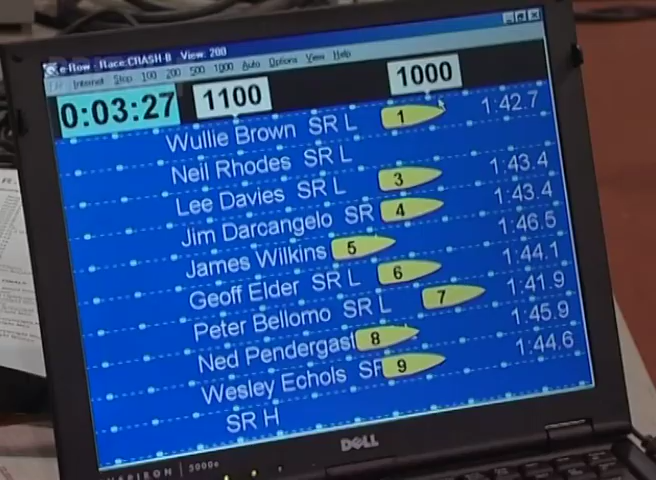 e-Row - Race:CRASH-B View: 200
Internet Stop 100 200 500 1000 Auto Options View Help
0:03:27 1100 1000
Wullie Brown SR L 1 1:42.7
Neil Rhodes SR L
Lee Davies SR L 3 1:43.4
Jim Darcangelo SR 4 1:43.4
James Wilkins 5 1:46.5
Geoff Elder SR L 6 1:44.1
Peter Bellomo SR L 7 1:41.9
Ned Pendergast 8 1:45.9
Wesley Echols SR 9 1:44.6
SR H
DELL
INSPIRON 5000e